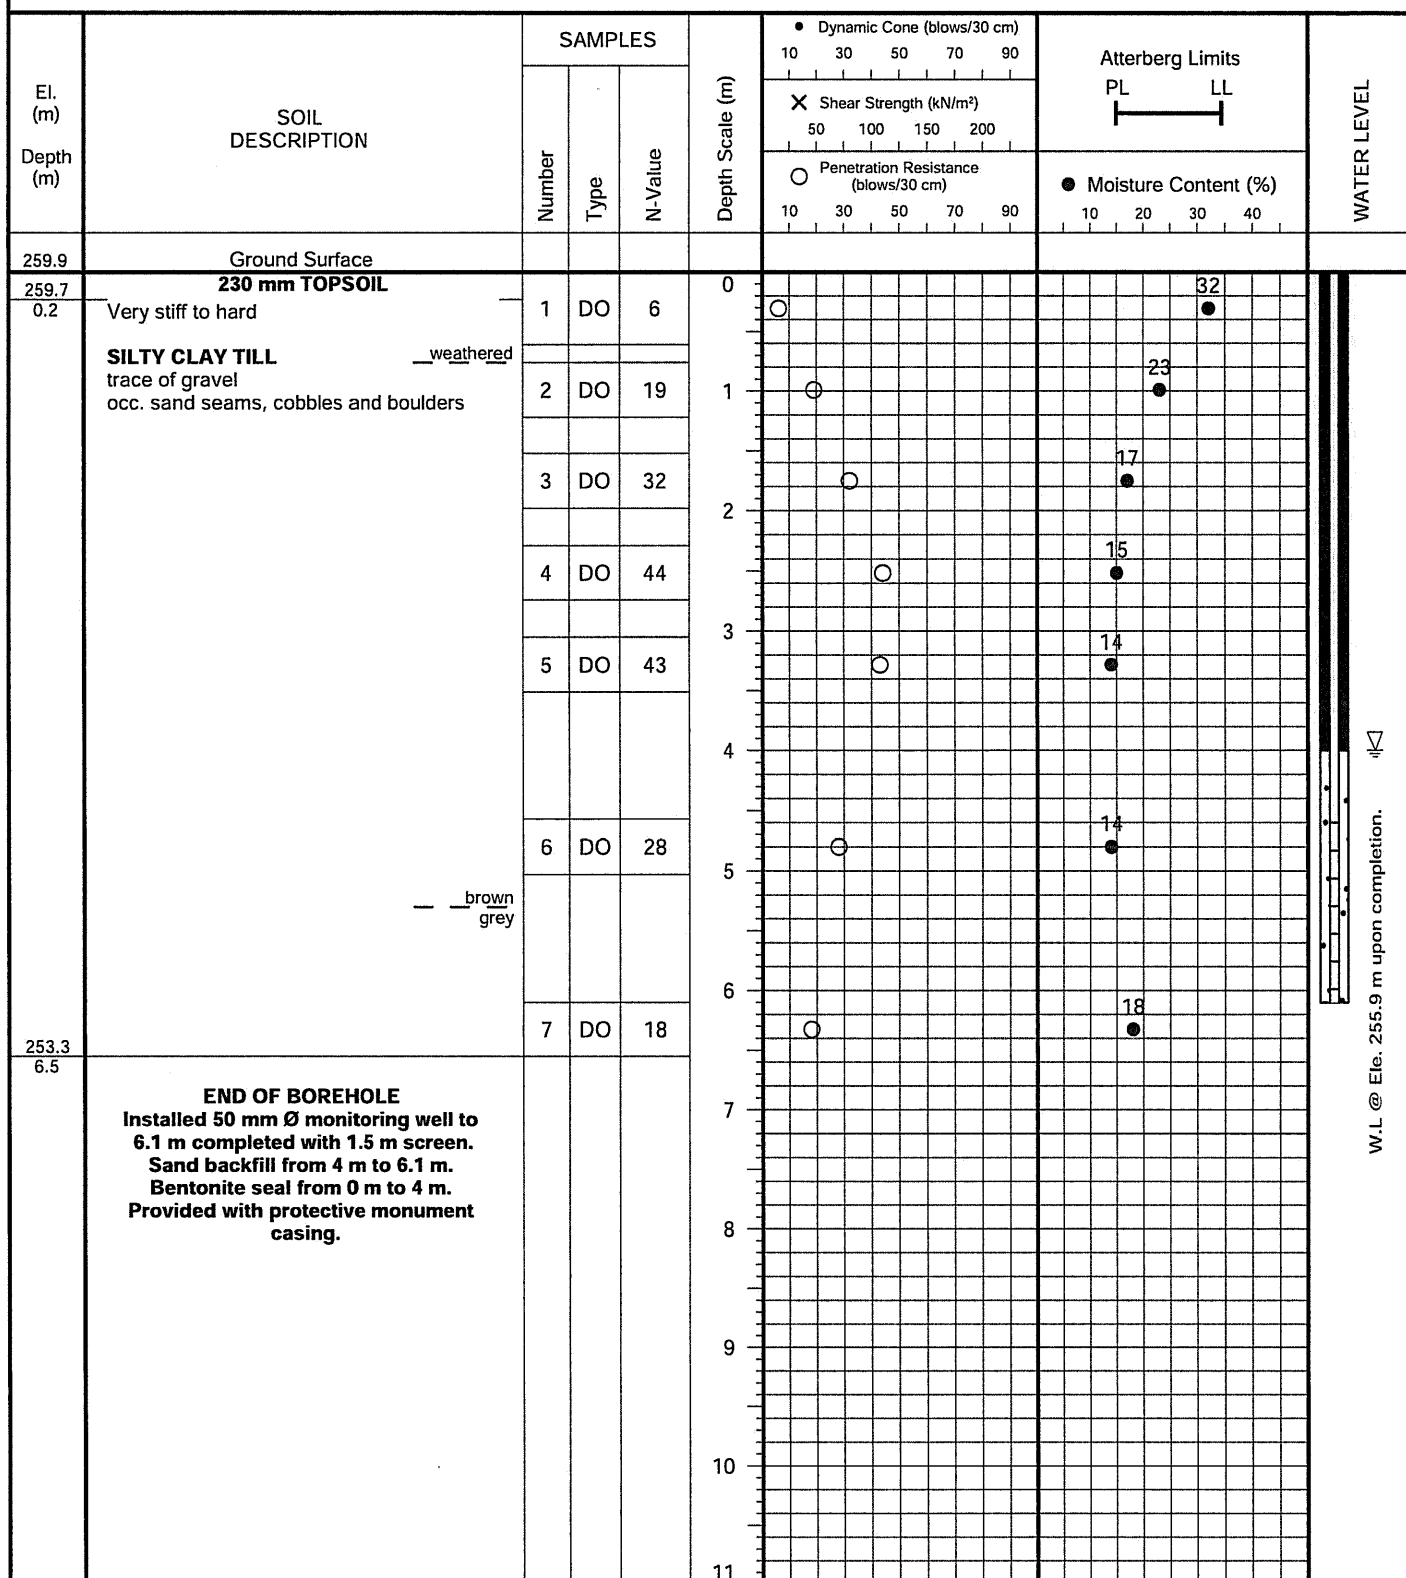 El.
(m)
Depth
(m)
SOIL
DESCRIPTION
SAMPLES
Number
Type
N-Value
Depth Scale (m)
• Dynamic Cone (blows/30 cm)
10 30 50 70 90
X Shear Strength (kN/m²)
50 100 150 200
O Penetration Resistance
(blows/30 cm)
10 30 50 70 90
Atterberg Limits
PL LL
● Moisture Content (%)
10 20 30 40
WATER LEVEL
259.9 Ground Surface
230 mm TOPSOIL 0
259.7
0.2 Very stiff to hard 1 DO 6 32
SILTY CLAY TILL weathered
trace of gravel
occ. sand seams, cobbles and boulders
2 DO 19 1 23
3 DO 32 17
2
4 DO 44 15
3
5 DO 43 14
4
6 DO 28 14
5
brown
grey
6
7 DO 18 18
253.3
6.5
END OF BOREHOLE
Installed 50 mm Ø monitoring well to
6.1 m completed with 1.5 m screen.
Sand backfill from 4 m to 6.1 m.
Bentonite seal from 0 m to 4 m.
Provided with protective monument
casing.
7
8
9
10
11
W.L @ Ele. 255.9 m upon completion.